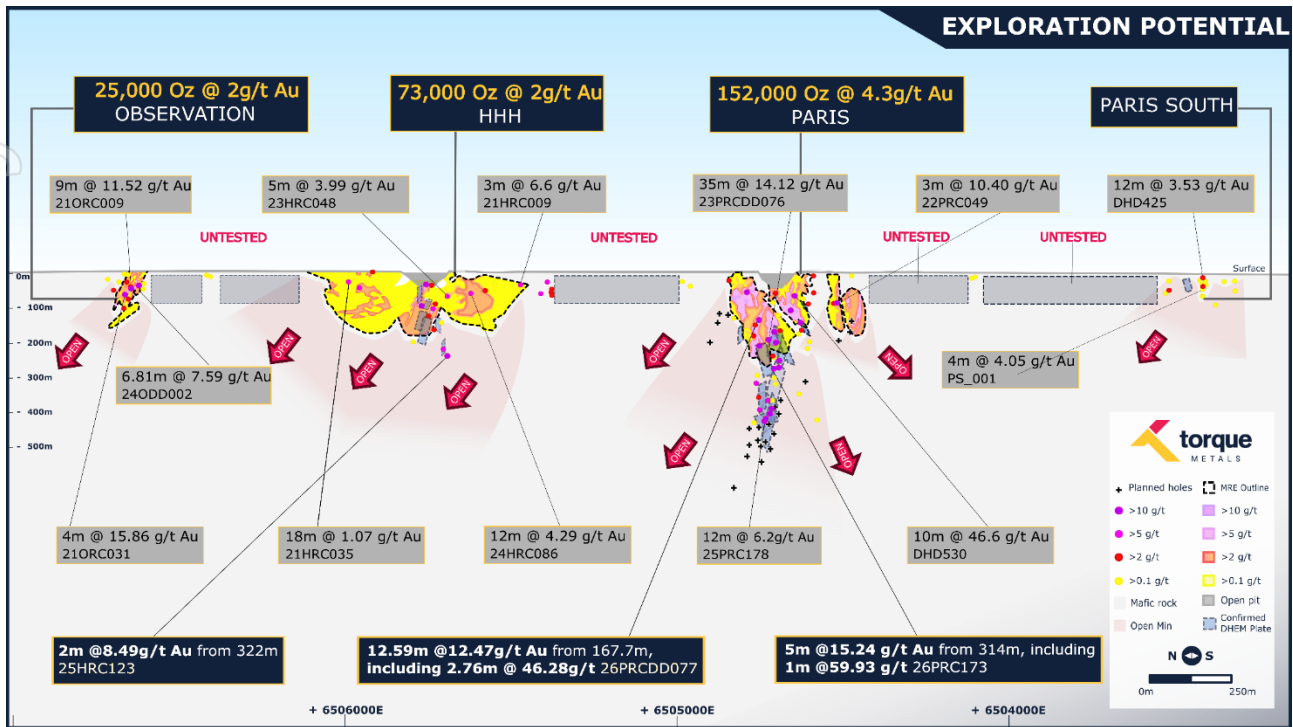 EXPLORATION POTENTIAL
25,000 Oz @ 2g/t Au
OBSERVATION
73,000 Oz @ 2g/t Au
HHH
152,000 Oz @ 4.3g/t Au
PARIS
PARIS SOUTH
9m @ 11.52 g/t Au
21ORC009
5m @ 3.99 g/t Au
23HRC048
3m @ 6.6 g/t Au
21HRC009
35m @ 14.12 g/t Au
23PRCDD076
3m @ 10.40 g/t Au
22PRC049
12m @ 3.53 g/t Au
DHD425
UNTESTED
UNTESTED
UNTESTED
UNTESTED
Surface
0m
- 100m
- 200m
- 300m
- 400m
- 500m
OPEN
OPEN
OPEN
OPEN
OPEN
OPEN
OPEN
OPEN
OPEN
6.81m @ 7.59 g/t Au
24ODD002
4m @ 4.05 g/t Au
PS_001
4m @ 15.86 g/t Au
21ORC031
18m @ 1.07 g/t Au
21HRC035
12m @ 4.29 g/t Au
24HRC086
12m @ 6.2g/t Au
25PRC178
10m @ 46.6 g/t Au
DHD530
2m @8.49g/t Au from 322m
25HRC123
12.59m @12.47g/t Au from 167.7m,
including 2.76m @ 46.28g/t 26PRCDD077
5m @15.24 g/t Au from 314m, including
1m @59.93 g/t 26PRC173
torque
METALS
+ Planned holes
MRE Outline
>10 g/t
>10 g/t
>5 g/t
>5 g/t
>2 g/t
>2 g/t
>0.1 g/t
>0.1 g/t
Mafic rock
Open pit
Open Min
Confirmed
DHEM Plate
N S
0m 250m
+ 6506000E
+ 6505000E
+ 6504000E